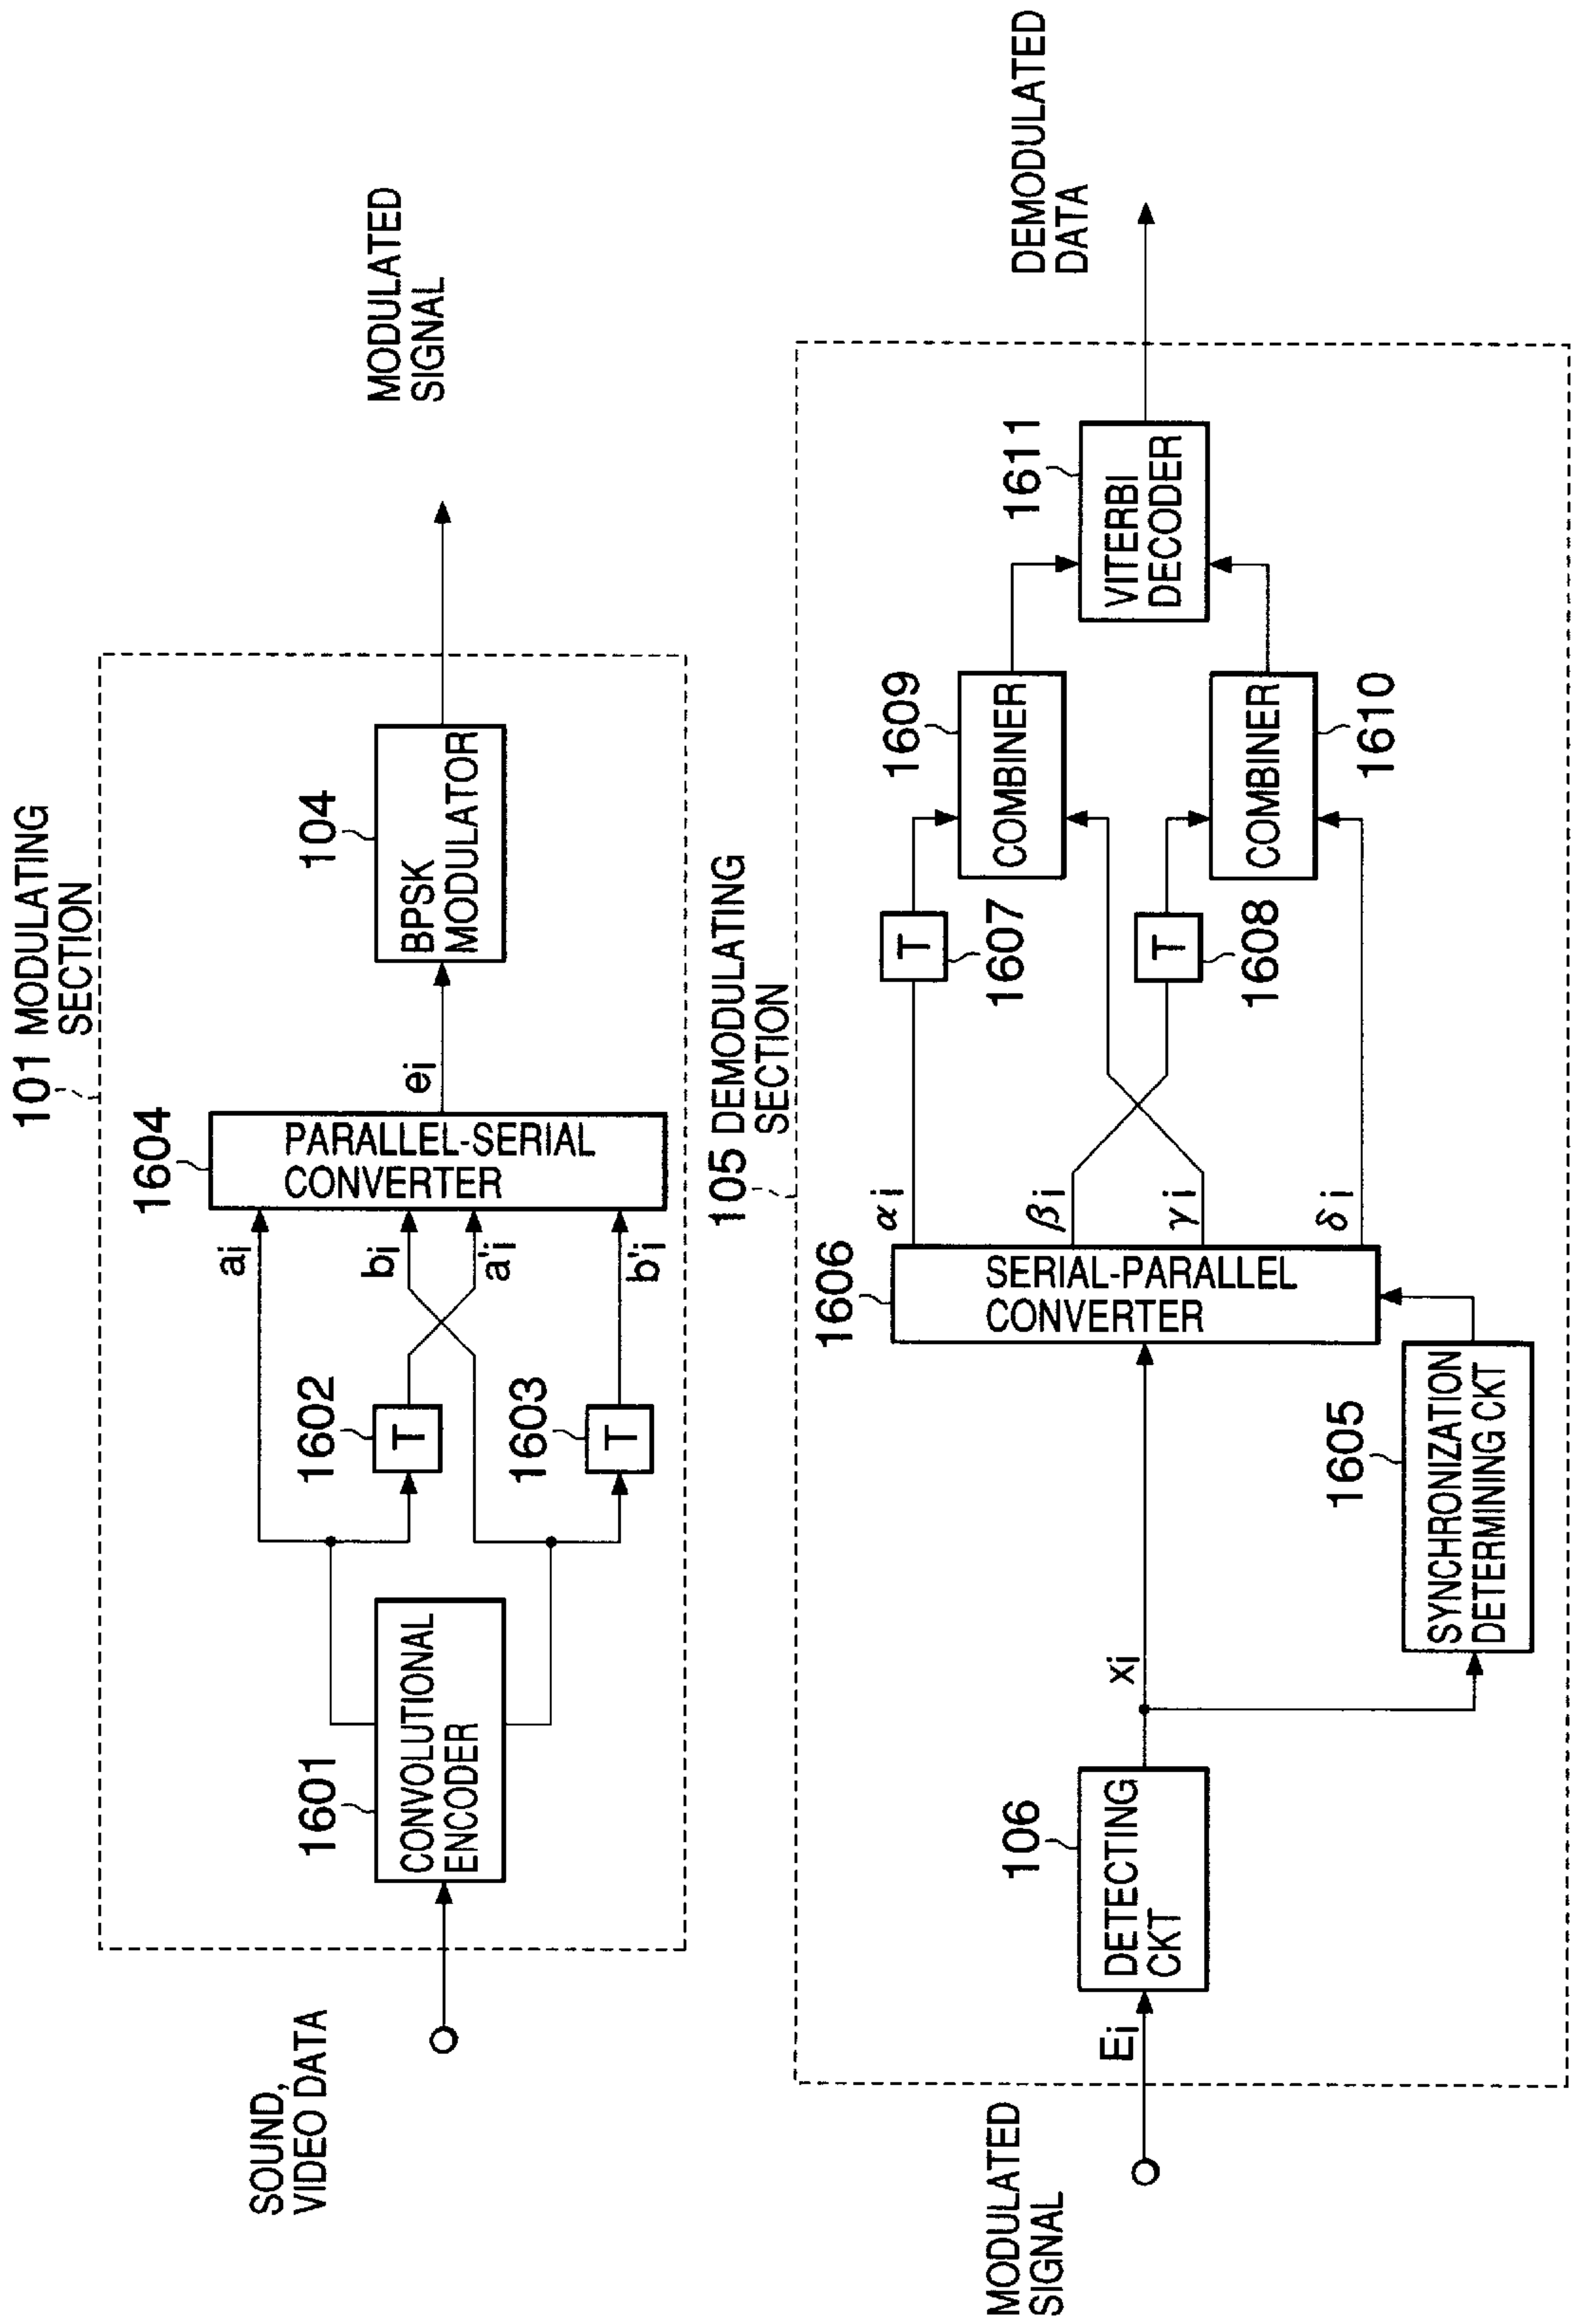 101 MODULATING
SECTION
SOUND,
VIDEO DATA
1601
CONVOLUTIONAL
ENCODER
1602
T
1603
T
ai
bi
a'i
b'i
1604
PARALLEL-SERIAL
CONVERTER
ei
104
BPSK
MODULATOR
MODULATED
SIGNAL
105 DEMODULATING
SECTION
MODULATED
SIGNAL
Ei
106
DETECTING
CKT
xi
1605
SYNCHRONIZATION
DETERMINING CKT
1606
SERIAL-PARALLEL
CONVERTER
αi
βi
γi
δi
T
1607
T
1608
1609
COMBINER
COMBINER
1610
1611
VITERBI
DECODER
DEMODULATED
DATA